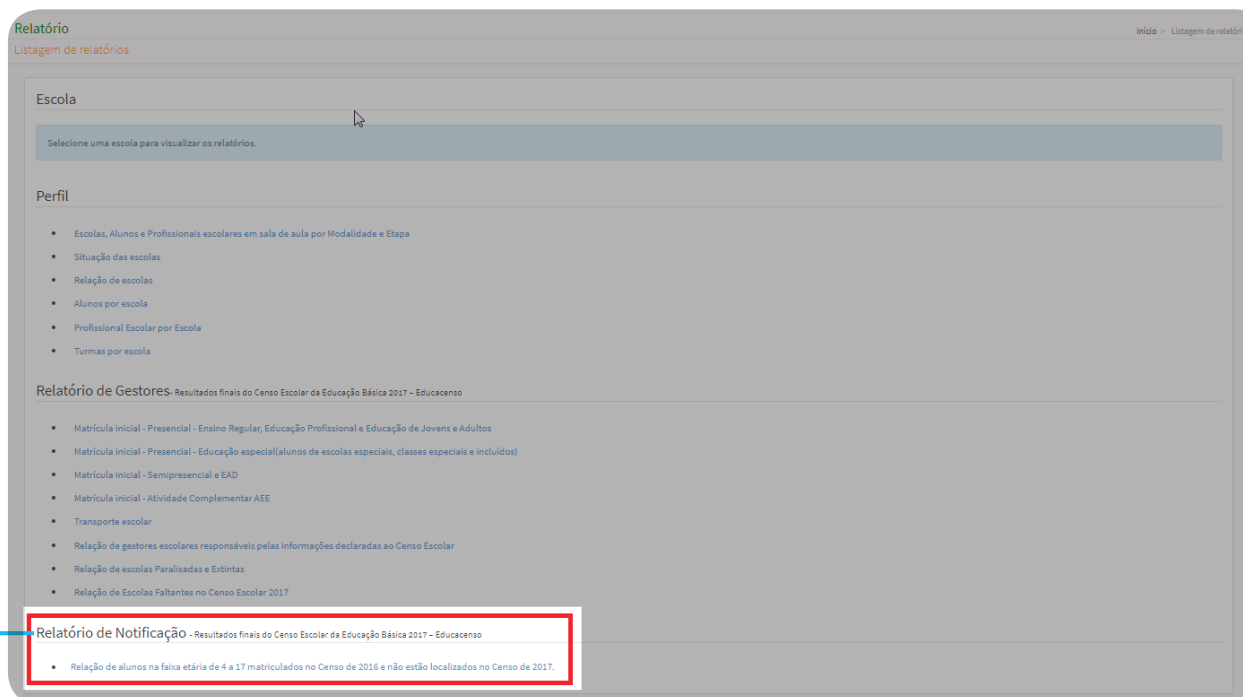 Relatório
Início > Listagem de relatóri
Listagem de relatórios
Escola
Selecione uma escola para visualizar os relatórios.
Perfil
Escolas, Alunos e Profissionais escolares em sala de aula por Modalidade e Etapa
Situação das escolas
Relação de escolas
Alunos por escola
Profissional Escolar por Escola
Turmas por escola
Relatório de Gestores- Resultados finais do Censo Escolar da Educação Básica 2017 – Educacenso
Matrícula inicial - Presencial - Ensino Regular, Educação Profissional e Educação de Jovens e Adultos
Matrícula inicial - Presencial - Educação especial(alunos de escolas especiais, classes especiais e incluídos)
Matrícula inicial - Semipresencial e EAD
Matrícula inicial - Atividade Complementar AEE
Transporte escolar
Relação de gestores escolares responsáveis pelas informações declaradas ao Censo Escolar
Relação de escolas Paralisadas e Extintas
Relação de Escolas Faltantes no Censo Escolar 2017
Relatório de Notificação - Resultados finais do Censo Escolar da Educação Básica 2017 – Educacenso
Relação de alunos na faixa etária de 4 a 17 matriculados no Censo de 2016 e não estão localizados no Censo de 2017.